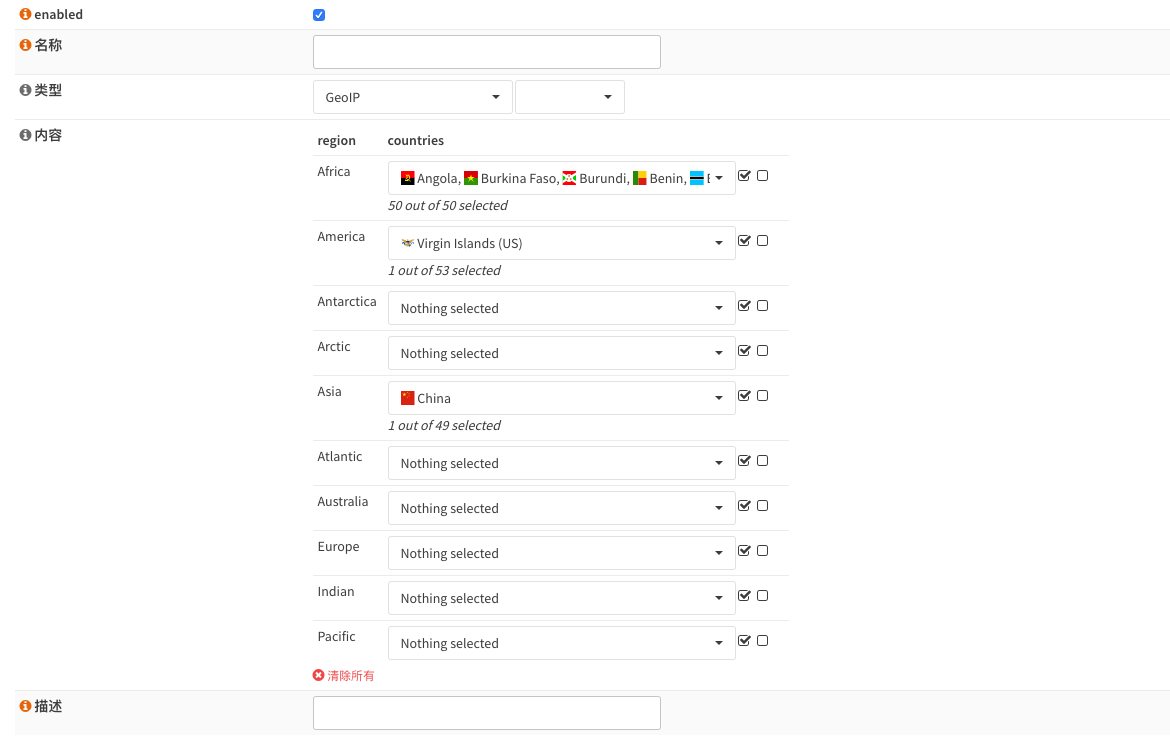 enabled
名称
类型
GeoIP
内容
region countries
Africa
Angola, Burkina Faso, Burundi, Benin,
50 out of 50 selected
America
Virgin Islands (US)
1 out of 53 selected
Antarctica
Nothing selected
Arctic
Nothing selected
Asia
China
1 out of 49 selected
Atlantic
Nothing selected
Australia
Nothing selected
Europe
Nothing selected
Indian
Nothing selected
Pacific
Nothing selected
清除所有
描述